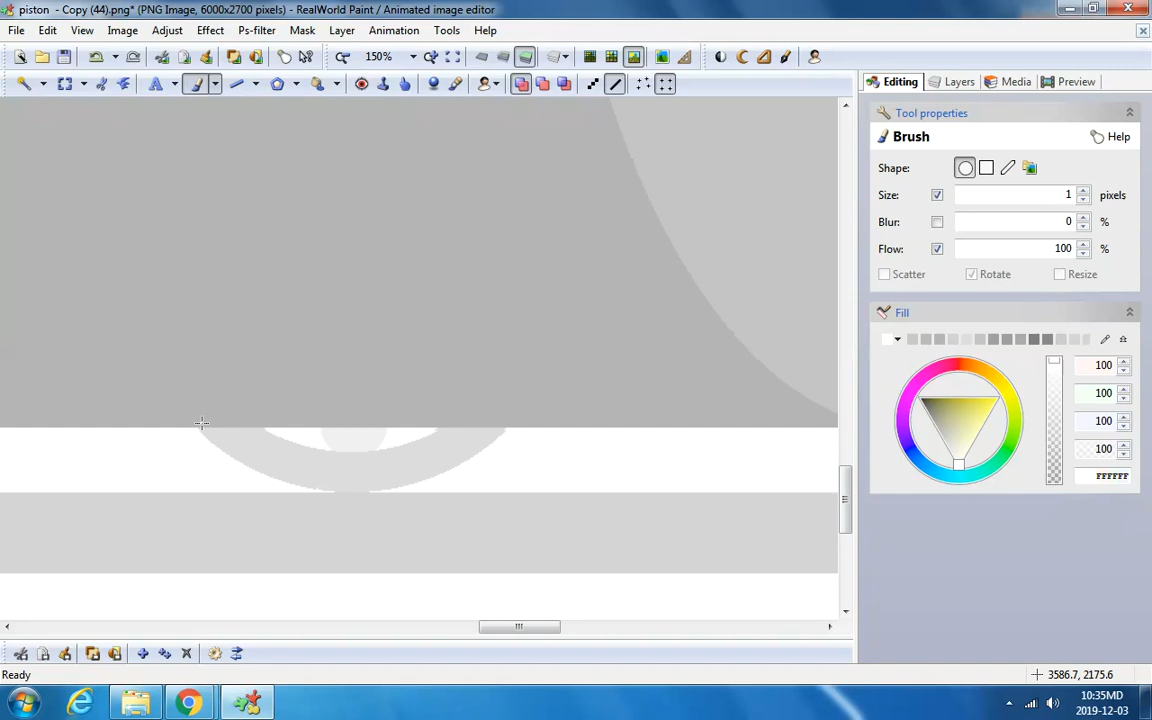 piston - Copy (44).png* (PNG Image, 6000x2700 pixels) - RealWorld Paint / Animated image editor
File Edit View Image Adjust Effect Ps-filter Mask Layer Animation Tools Help
150%
Editing Layers Media Preview
Tool properties
Brush Help
Shape:
Size: 1 pixels
Blur: 0 %
Flow: 100 %
Scatter Rotate Resize
Fill
100
100
100
100
FFFFFF
Ready 3586.7, 2175.6
10:35MD
2019-12-03